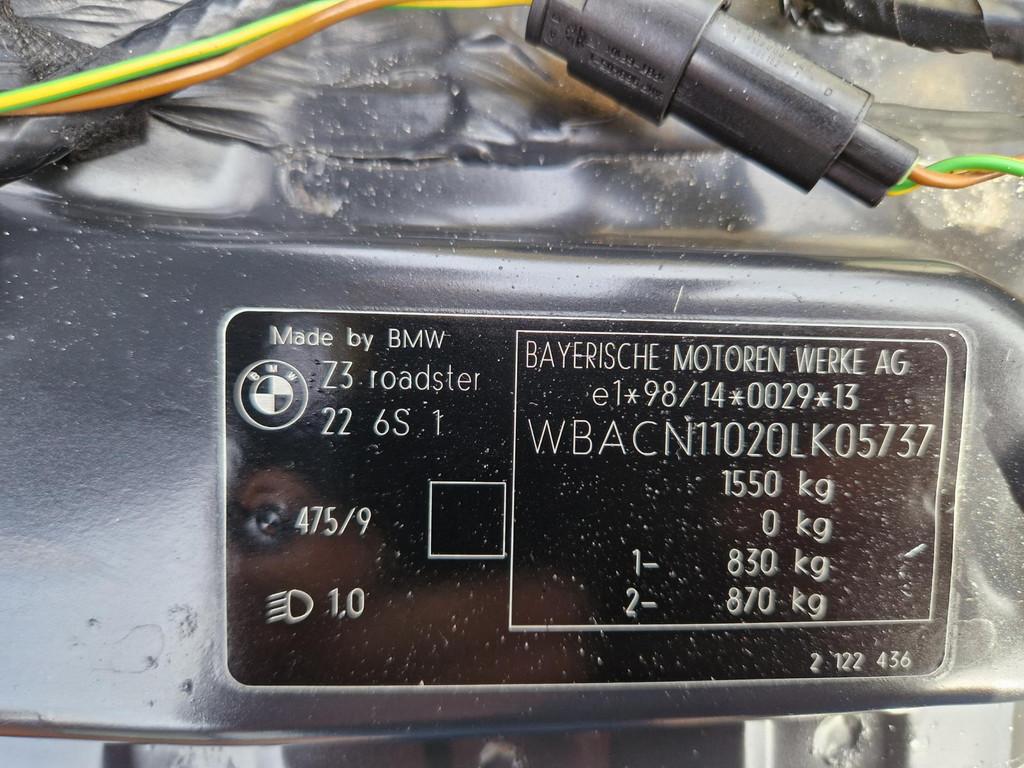 Made by BMW
BMW
Z3 roadster
22 6S 1
475/9
1.0
BAYERISCHE MOTOREN WERKE AG
e1*98/14*0029*13
WBACN11020LK05737
1550 kg
0 kg
1- 830 kg
2- 870 kg
2 122 436